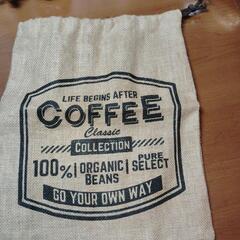 LIFE BEGINS AFTER
COFFEE
Classic
COLLECTION
100% ORGANIC BEANS PURE SELECT
GO YOUR OWN WAY